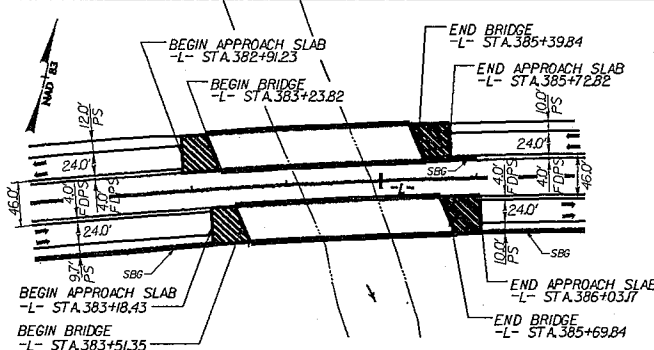 NAD 83
BEGIN APPROACH SLAB
-L- STA.382+91.23
BEGIN BRIDGE
-L- STA.383+23.82
END BRIDGE
-L- STA.385+39.84
END APPROACH SLAB
-L- STA.385+72.82
12.0'
PS
24.0'
4.0'
FDPS
4.0'
FDPS
46.0'
24.0'
9.7'
PS
10.0'
PS
24.0'
SBG
4.0'
FDPS
4.0'
FDPS
46.0'
-L-
24.0'
10.0'
PS
SBG
SBG
BEGIN APPROACH SLAB
-L- STA.383+18.43
BEGIN BRIDGE
-L- STA.383+51.35
END APPROACH SLAB
-L- STA.386+03.17
END BRIDGE
-L- STA.385+69.84